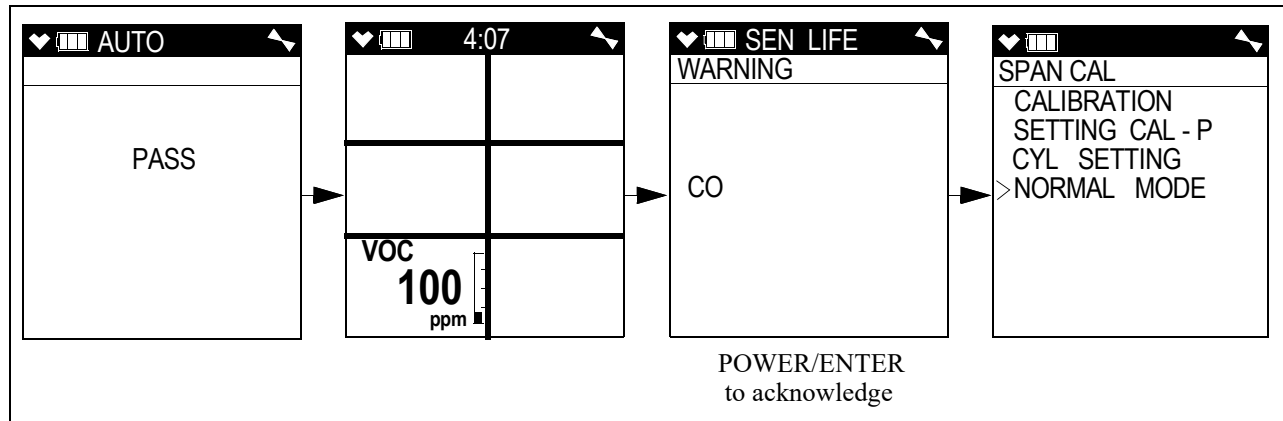 AUTO
PASS
4:07
VOC
100
ppm
SEN LIFE
WARNING
CO
POWER/ENTER
to acknowledge
SPAN CAL
CALIBRATION
SETTING CAL - P
CYL SETTING
>NORMAL MODE